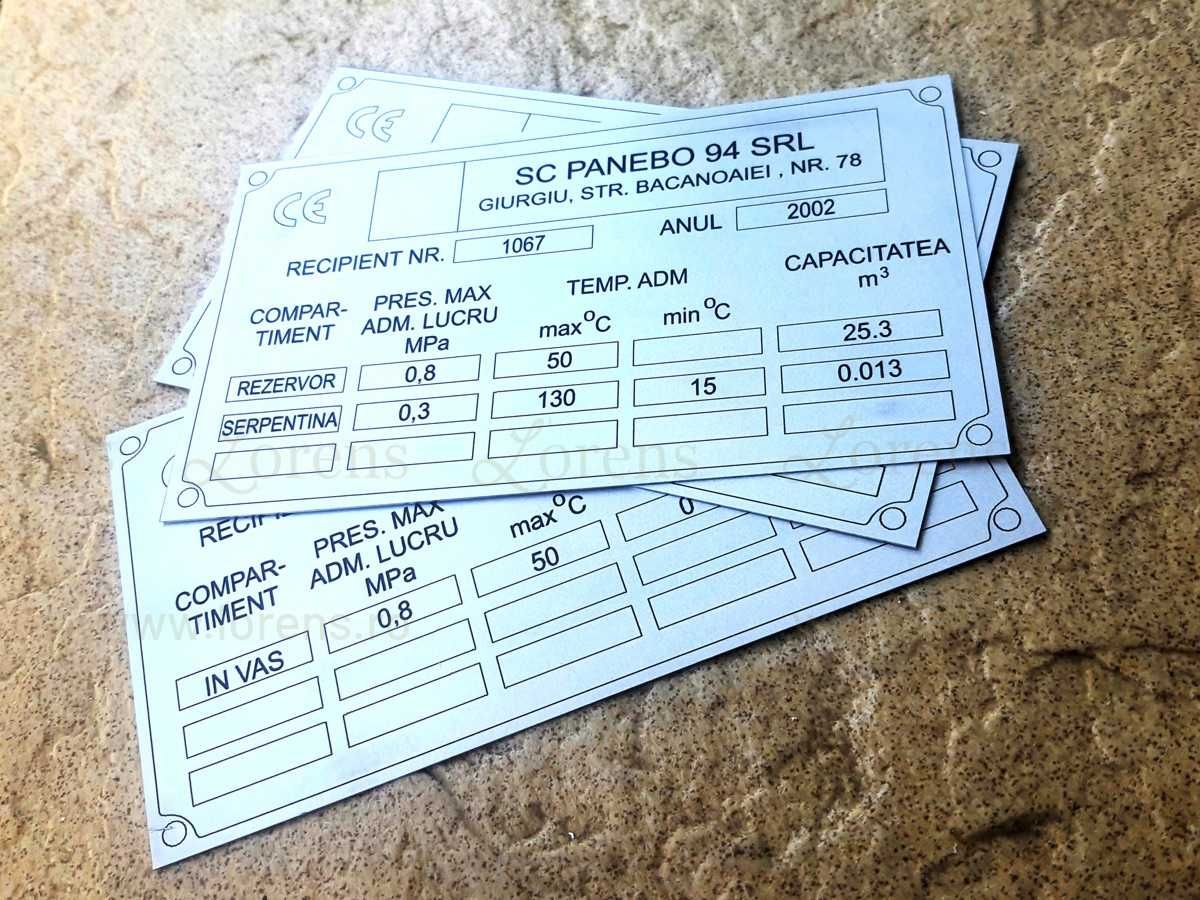 CE
CE
SC PANEBO 94 SRL
GIURGIU, STR. BACANOAIEI , NR. 78
RECIPIENT NR. 1067 ANUL 2002
COMPAR-
TIMENT
PRES. MAX
ADM. LUCRU
MPa
TEMP. ADM
max °C min °C
CAPACITATEA
m³
REZERVOR 0,8 50 25.3
SERPENTINA 0,3 130 15 0.013
Lorens Lorens Loren
PRES. MAX
COMPAR-
TIMENT
ADM. LUCRU
MPa
max °C
IN VAS 0,8 50 0
www.lorens.ro